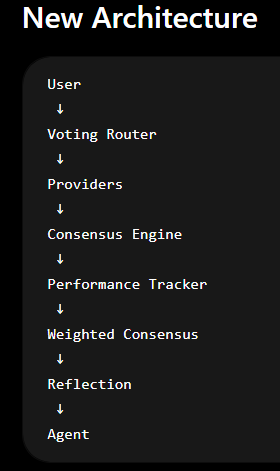 New Architecture
User
↓
Voting Router
↓
Providers
↓
Consensus Engine
↓
Performance Tracker
↓
Weighted Consensus
↓
Reflection
↓
Agent